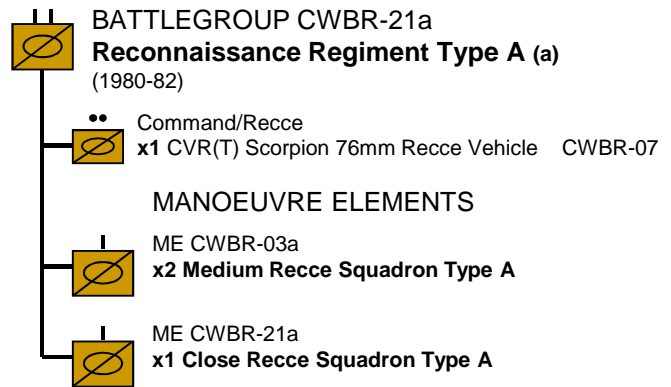 BATTLEGROUP CWBR-21a
Reconnaissance Regiment Type A (a)
(1980-82)
Command/Recce
x1 CVR(T) Scorpion 76mm Recce Vehicle CWBR-07
MANOEUVRE ELEMENTS
ME CWBR-03a
x2 Medium Recce Squadron Type A
ME CWBR-21a
x1 Close Recce Squadron Type A